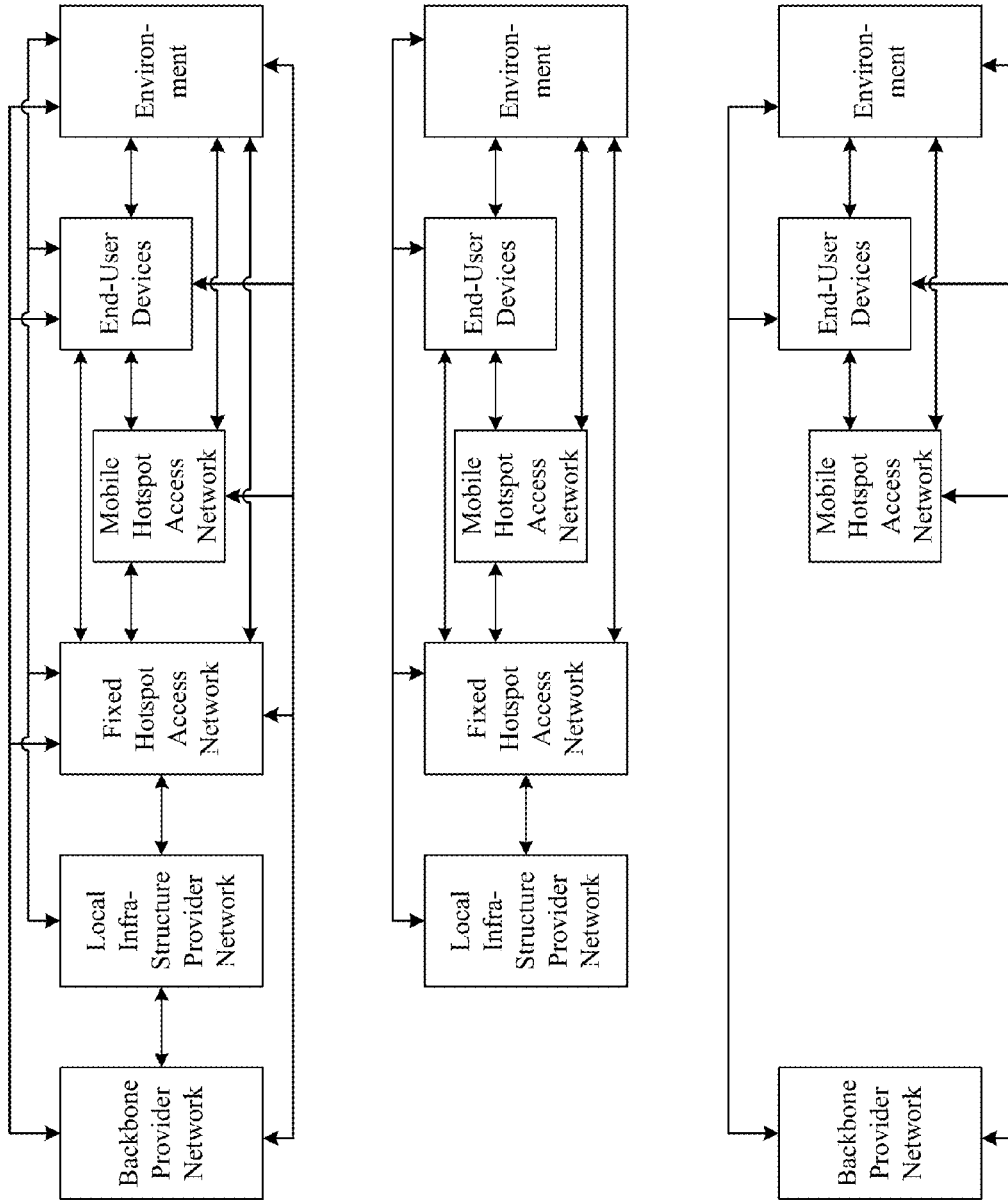 Backbone
Provider
Network
Local
Infra-
Structure
Provider
Network
Fixed
Hotspot
Access
Network
Mobile
Hotspot
Access
Network
End-User
Devices
Environ-
ment
Local
Infra-
Structure
Provider
Network
Fixed
Hotspot
Access
Network
Mobile
Hotspot
Access
Network
End-User
Devices
Environ-
ment
Backbone
Provider
Network
Mobile
Hotspot
Access
Network
End-User
Devices
Environ-
ment